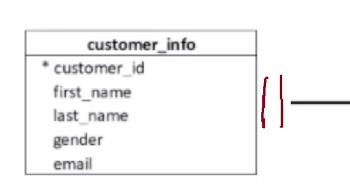 customer_info
* customer_id
first_name
last_name
gender
email